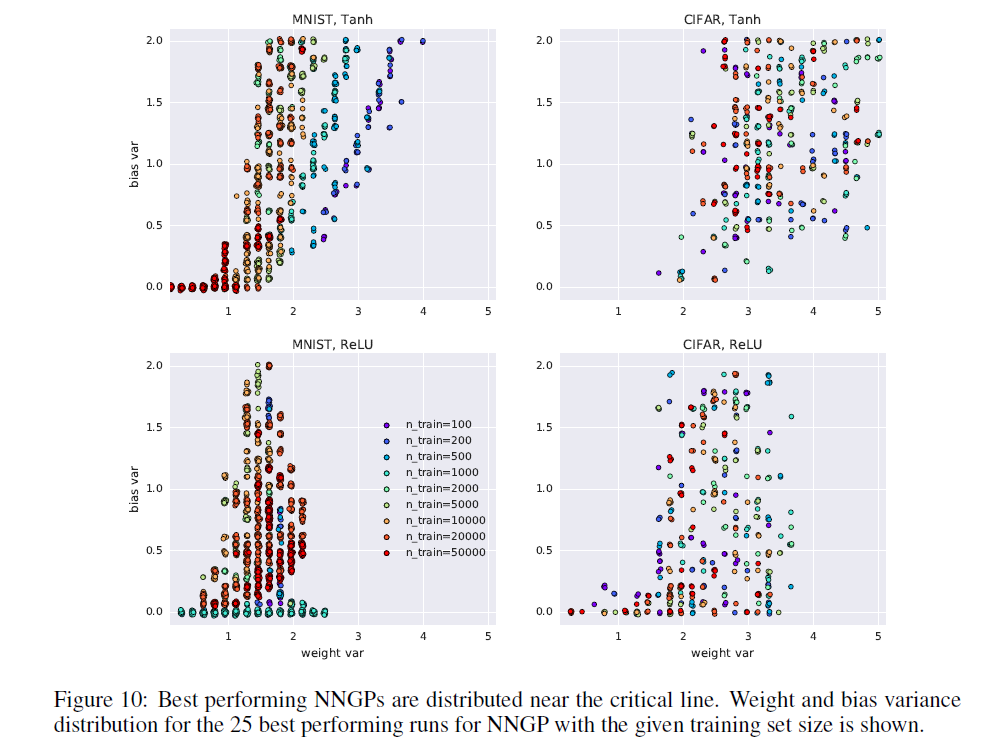 MNIST, Tanh
2.0
1.5
1.0
0.5
0.0
bias var
1 2 3 4 5
CIFAR, Tanh
2.0
1.5
1.0
0.5
0.0
1 2 3 4 5
MNIST, ReLU
2.0
1.5
1.0
0.5
0.0
bias var
n_train=100
n_train=200
n_train=500
n_train=1000
n_train=2000
n_train=5000
n_train=10000
n_train=20000
n_train=50000
1 2 3 4 5
weight var
CIFAR, ReLU
2.0
1.5
1.0
0.5
0.0
1 2 3 4 5
weight var
Figure 10: Best performing NNGPs are distributed near the critical line. Weight and bias variance
distribution for the 25 best performing runs for NNGP with the given training set size is shown.